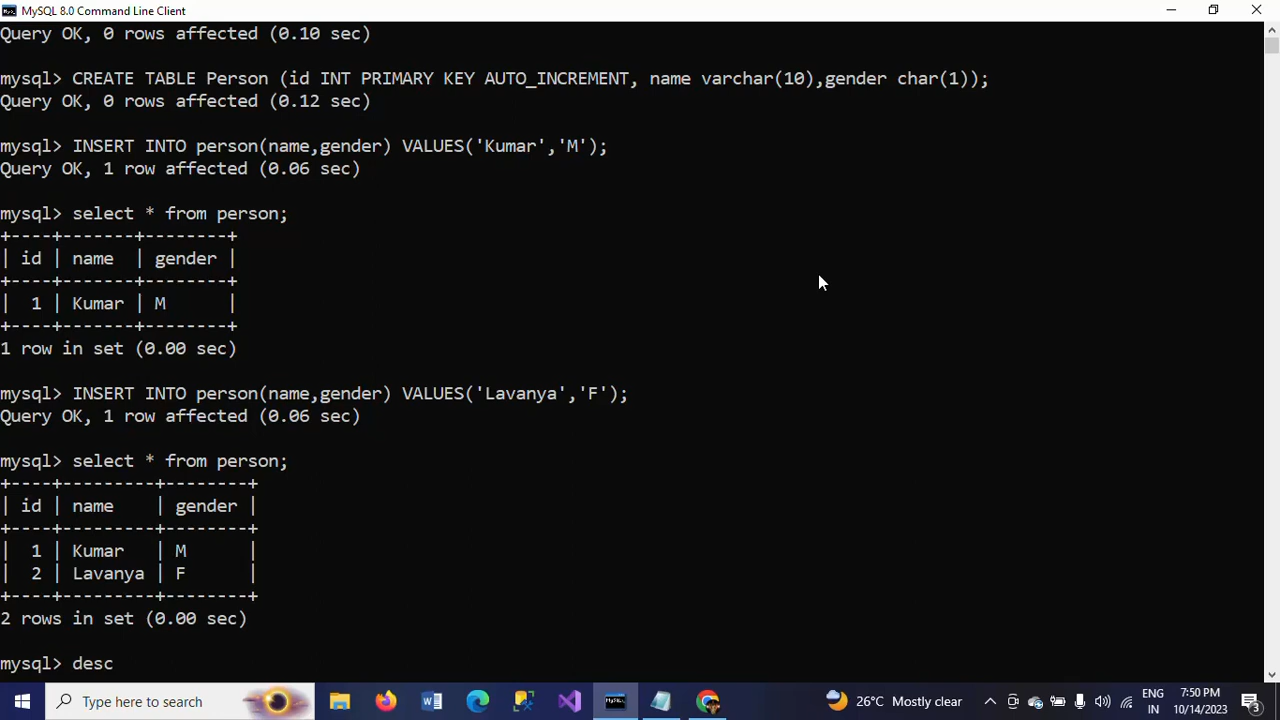 MySQL 8.0 Command Line Client
Query OK, 0 rows affected (0.10 sec)
mysql> CREATE TABLE Person (id INT PRIMARY KEY AUTO_INCREMENT, name varchar(10),gender char(1));
Query OK, 0 rows affected (0.12 sec)
mysql> INSERT INTO person(name,gender) VALUES('Kumar','M');
Query OK, 1 row affected (0.06 sec)
mysql> select * from person;
+----+-------+--------+
| id | name  | gender |
+----+-------+--------+
|  1 | Kumar | M      |
+----+-------+--------+
1 row in set (0.00 sec)
mysql> INSERT INTO person(name,gender) VALUES('Lavanya','F');
Query OK, 1 row affected (0.06 sec)
mysql> select * from person;
+----+---------+--------+
| id | name    | gender |
+----+---------+--------+
|  1 | Kumar   | M      |
|  2 | Lavanya | F      |
+----+---------+--------+
2 rows in set (0.00 sec)
mysql> desc
Type here to search
MySQL
26°C Mostly clear
ENG
IN
7:50 PM
10/14/2023
3